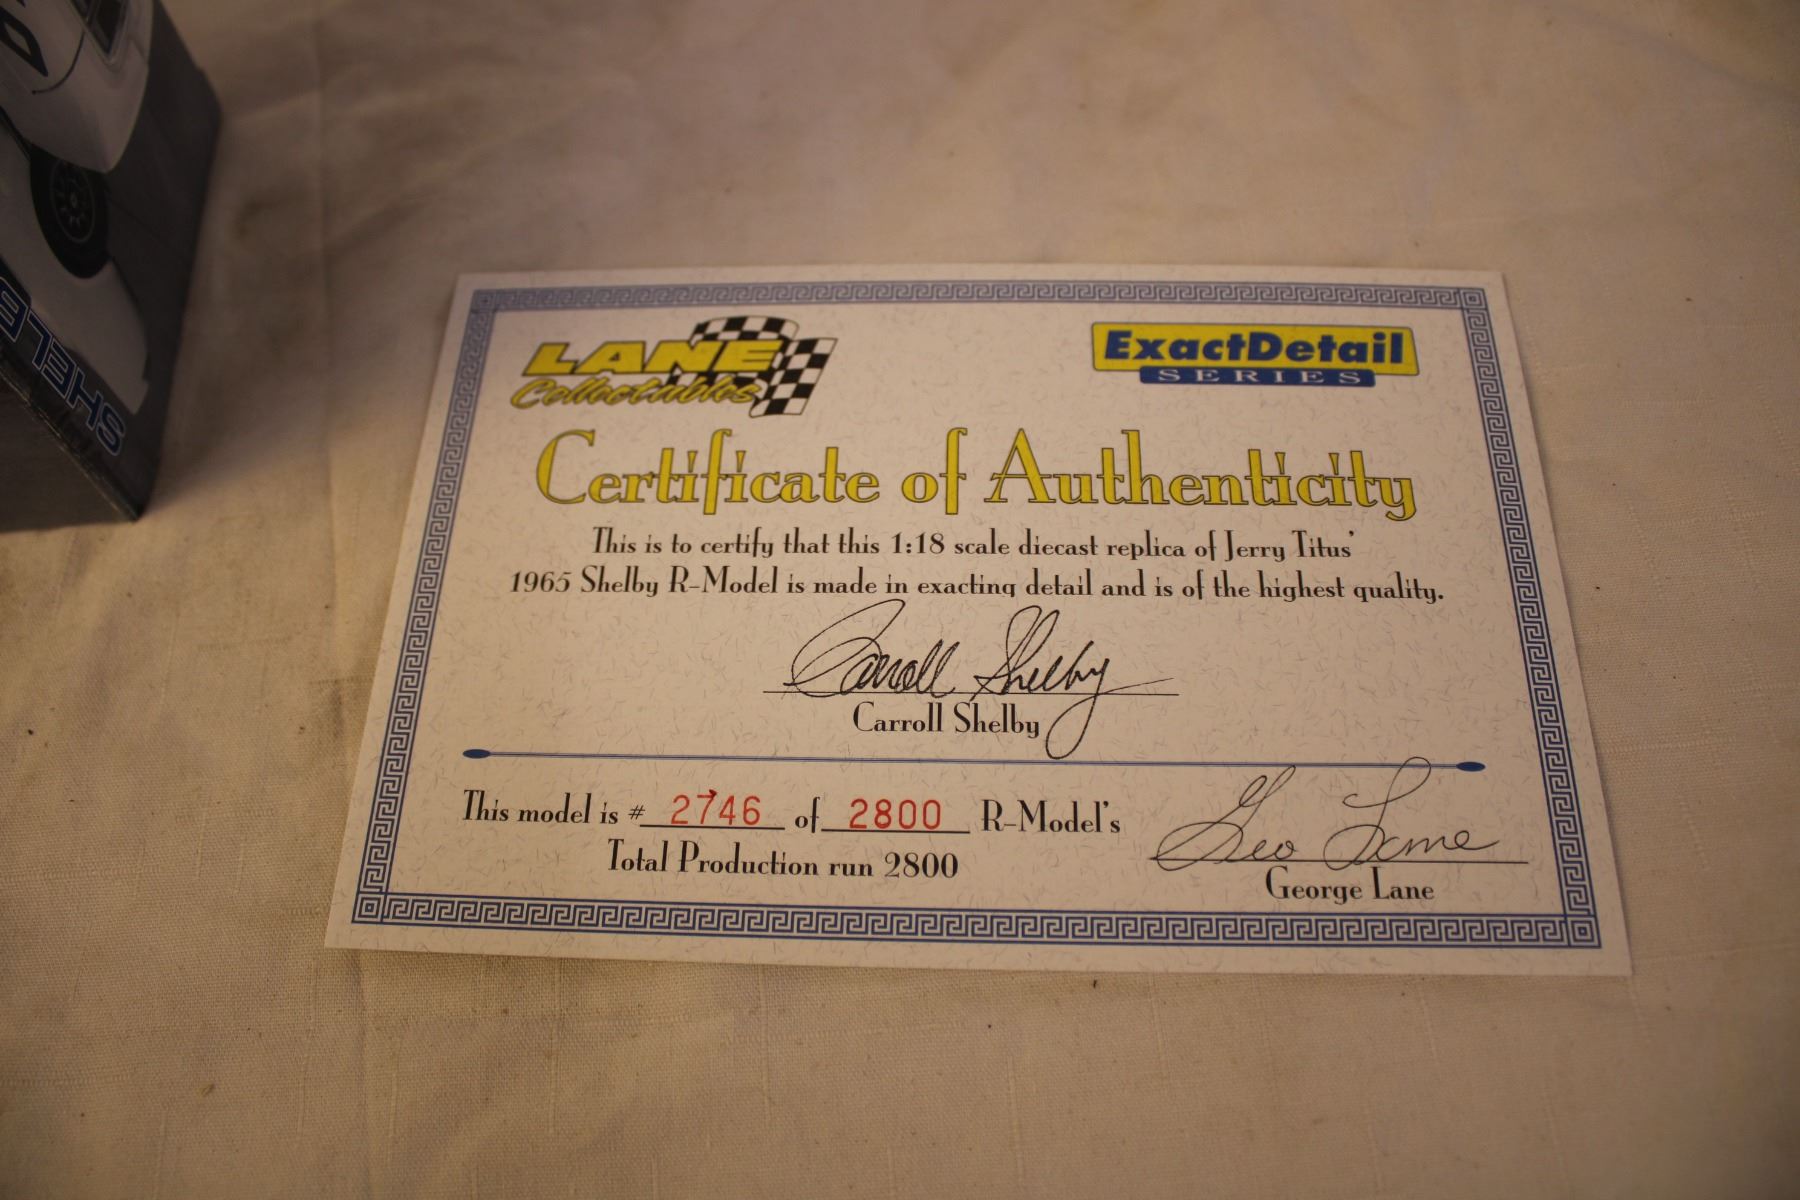 SHELB
LANE
Collectibles
ExactDetail
SERIES
Certificate of Authenticity
This is to certify that this 1:18 scale diecast replica of Jerry Titus'
1965 Shelby R-Model is made in exacting detail and is of the highest quality.
Carroll Shelby
Carroll Shelby
This model is # 2746 of 2800 R-Model's
Total Production run 2800
Geo Lane
George Lane